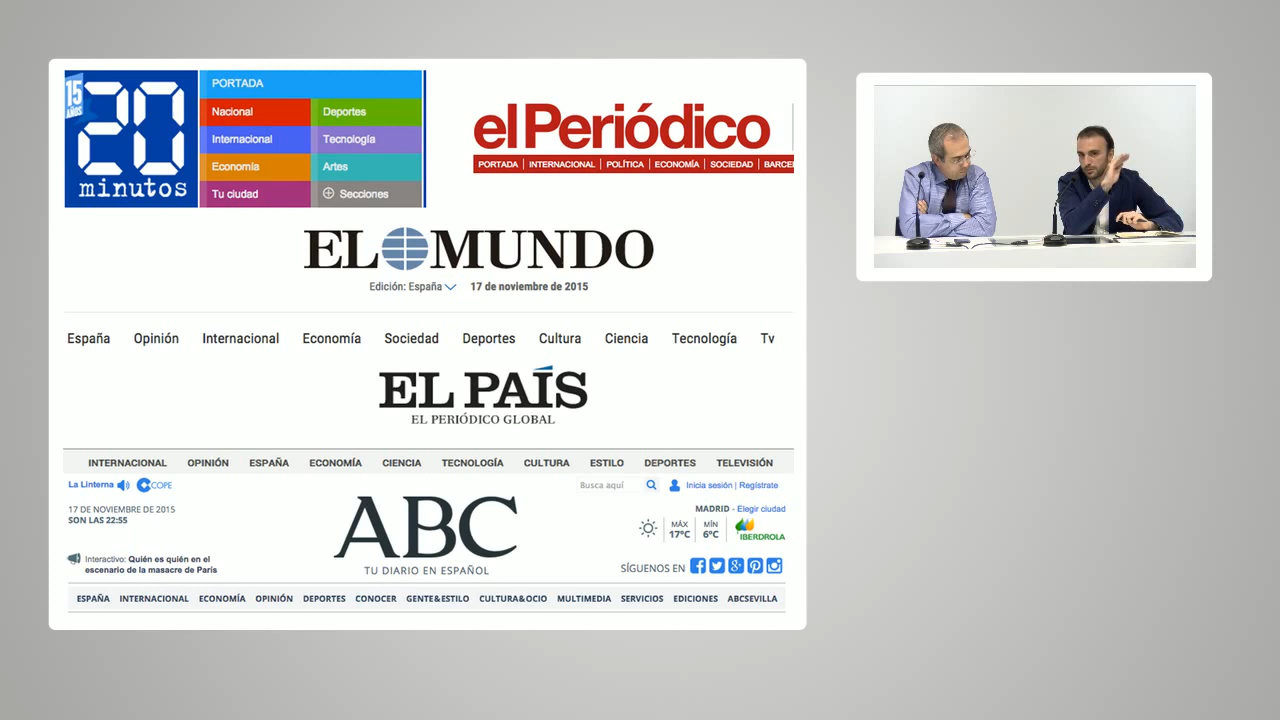 15 AÑOS
20
minutos
PORTADA
Nacional
Deportes
Internacional
Tecnología
Economía
Artes
Tu ciudad
Secciones
elPeriódico
PORTADA | INTERNACIONAL | POLÍTICA | ECONOMÍA | SOCIEDAD | BARCE
EL MUNDO
Edición: España 17 de noviembre de 2015
España Opinión Internacional Economía Sociedad Deportes Cultura Ciencia Tecnología Tv
EL PAÍS
EL PERIÓDICO GLOBAL
INTERNACIONAL OPINIÓN ESPAÑA ECONOMÍA CIENCIA TECNOLOGÍA CULTURA ESTILO DEPORTES TELEVISIÓN
La Linterna COPE
Busca aquí Inicia sesión | Regístrate
17 DE NOVIEMBRE DE 2015
SON LAS 22:55
ABC
TU DIARIO EN ESPAÑOL
MADRID - Elegir ciudad
MÁX MÍN
17ºC 6ºC IBERDROLA
Interactivo: Quién es quién en el
escenario de la masacre de París
SÍGUENOS EN
ESPAÑA INTERNACIONAL ECONOMÍA OPINIÓN DEPORTES CONOCER GENTE&ESTILO CULTURA&OCIO MULTIMEDIA SERVICIOS EDICIONES ABCSEVILLA